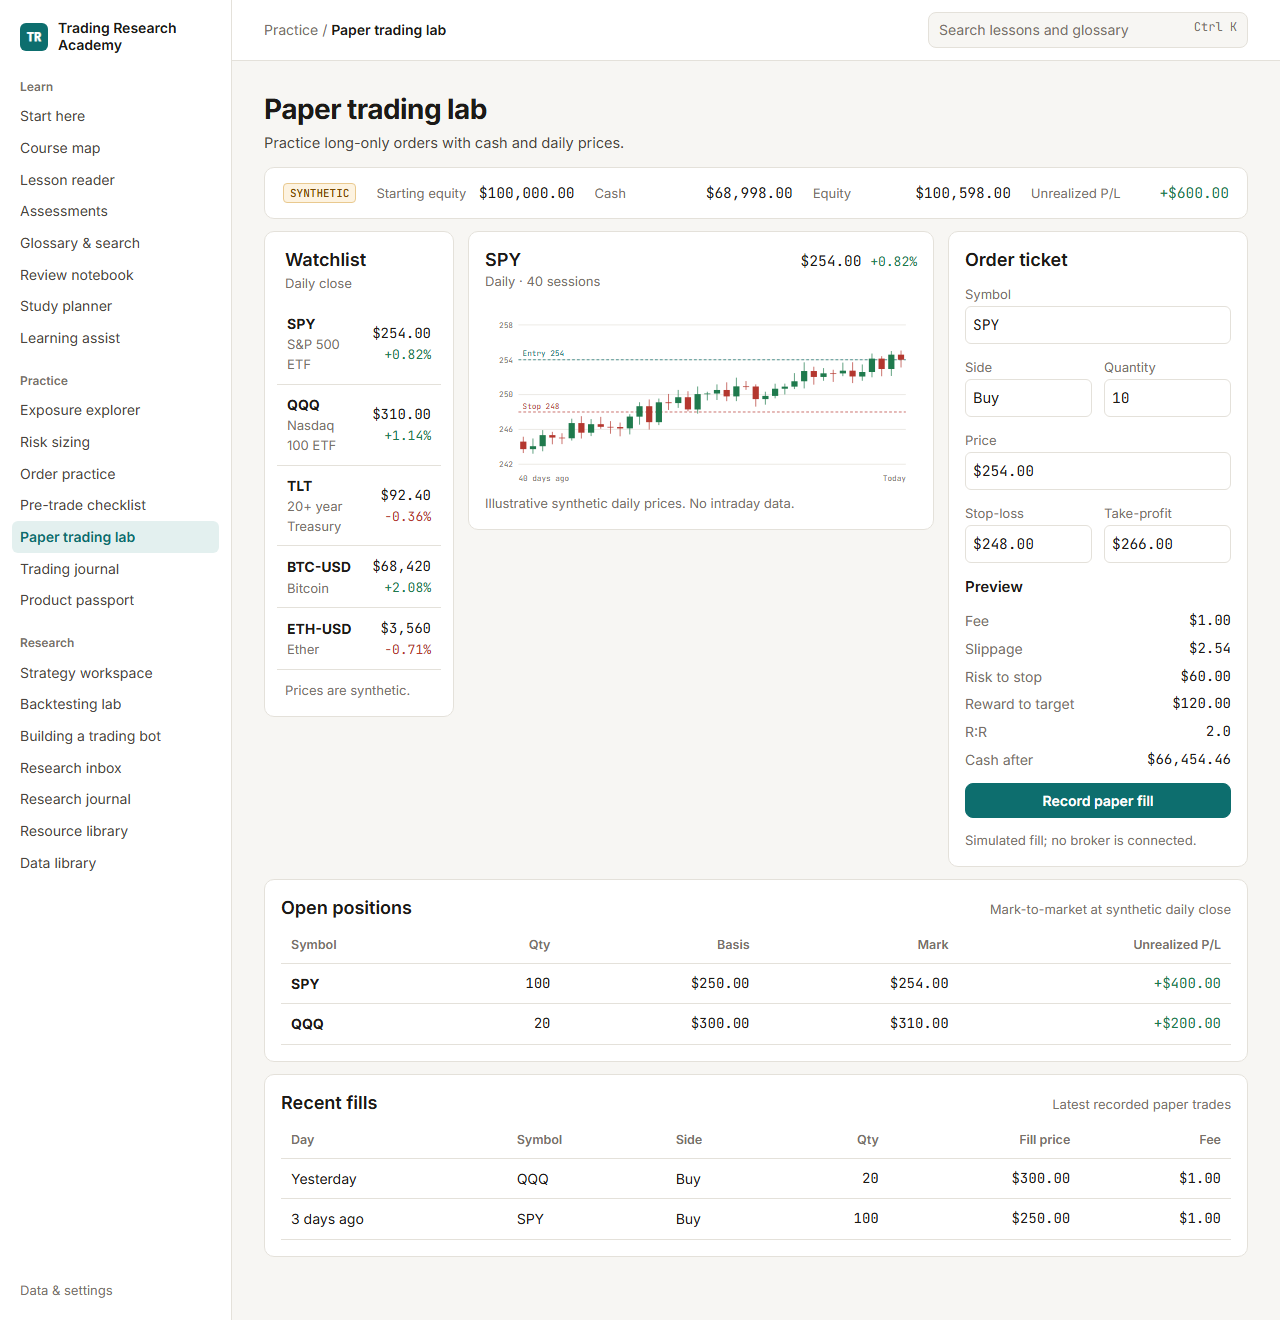 TR
Trading Research
Academy
Learn
Start here
Course map
Lesson reader
Assessments
Glossary & search
Review notebook
Study planner
Learning assist
Practice
Exposure explorer
Risk sizing
Order practice
Pre-trade checklist
Paper trading lab
Trading journal
Product passport
Research
Strategy workspace
Backtesting lab
Building a trading bot
Research inbox
Research journal
Resource library
Data library
Data & settings
Practice / Paper trading lab
Search lessons and glossary Ctrl K
Paper trading lab
Practice long-only orders with cash and daily prices.
SYNTHETIC Starting equity $100,000.00 Cash $68,998.00 Equity $100,598.00 Unrealized P/L +$600.00
Watchlist
Daily close
SPY $254.00
S&P 500 ETF +0.82%
QQQ $310.00
Nasdaq 100 ETF +1.14%
TLT $92.40
20+ year Treasury -0.36%
BTC-USD $68,420
Bitcoin +2.08%
ETH-USD $3,560
Ether -0.71%
Prices are synthetic.
SPY $254.00 +0.82%
Daily · 40 sessions
258
Entry 254
254
250
Stop 248
246
242
40 days ago Today
Illustrative synthetic daily prices. No intraday data.
Order ticket
Symbol
SPY
Side Quantity
Buy 10
Price
$254.00
Stop-loss Take-profit
$248.00 $266.00
Preview
Fee $1.00
Slippage $2.54
Risk to stop $60.00
Reward to target $120.00
R:R 2.0
Cash after $66,454.46
Record paper fill
Simulated fill; no broker is connected.
Open positions Mark-to-market at synthetic daily close
Symbol Qty Basis Mark Unrealized P/L
SPY 100 $250.00 $254.00 +$400.00
QQQ 20 $300.00 $310.00 +$200.00
Recent fills Latest recorded paper trades
Day Symbol Side Qty Fill price Fee
Yesterday QQQ Buy 20 $300.00 $1.00
3 days ago SPY Buy 100 $250.00 $1.00